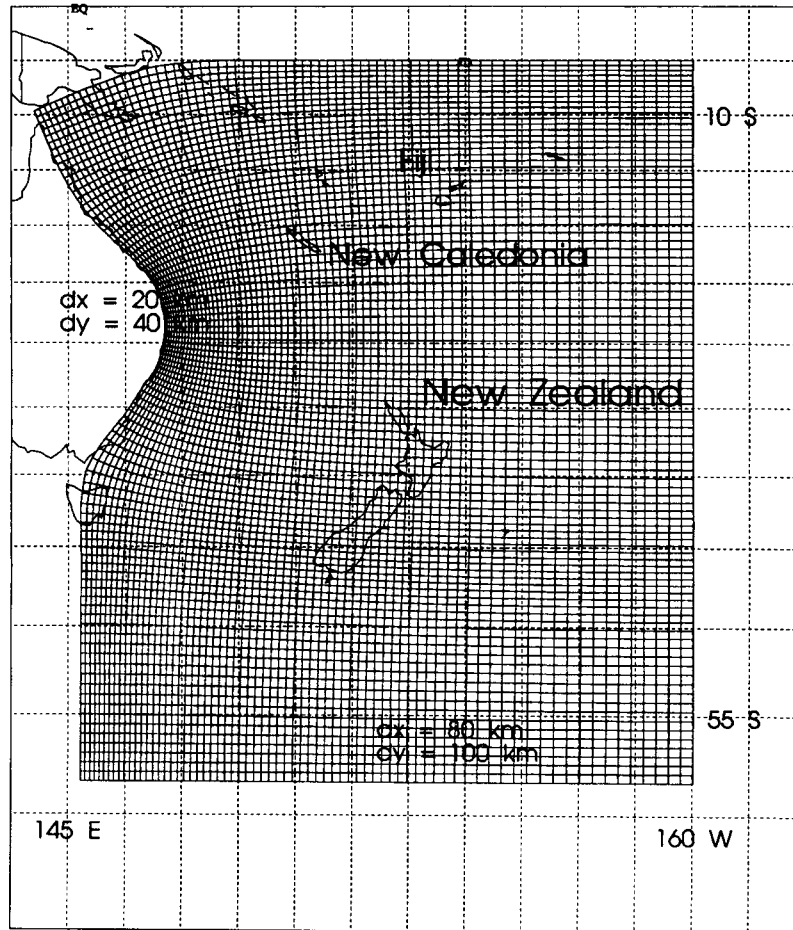 EQ
10 S
Fiji
New Caledonia
dx = 20 km
dy = 40 km
New Zealand
55 S
dx = 80 km
dy = 100 km
145 E
160 W